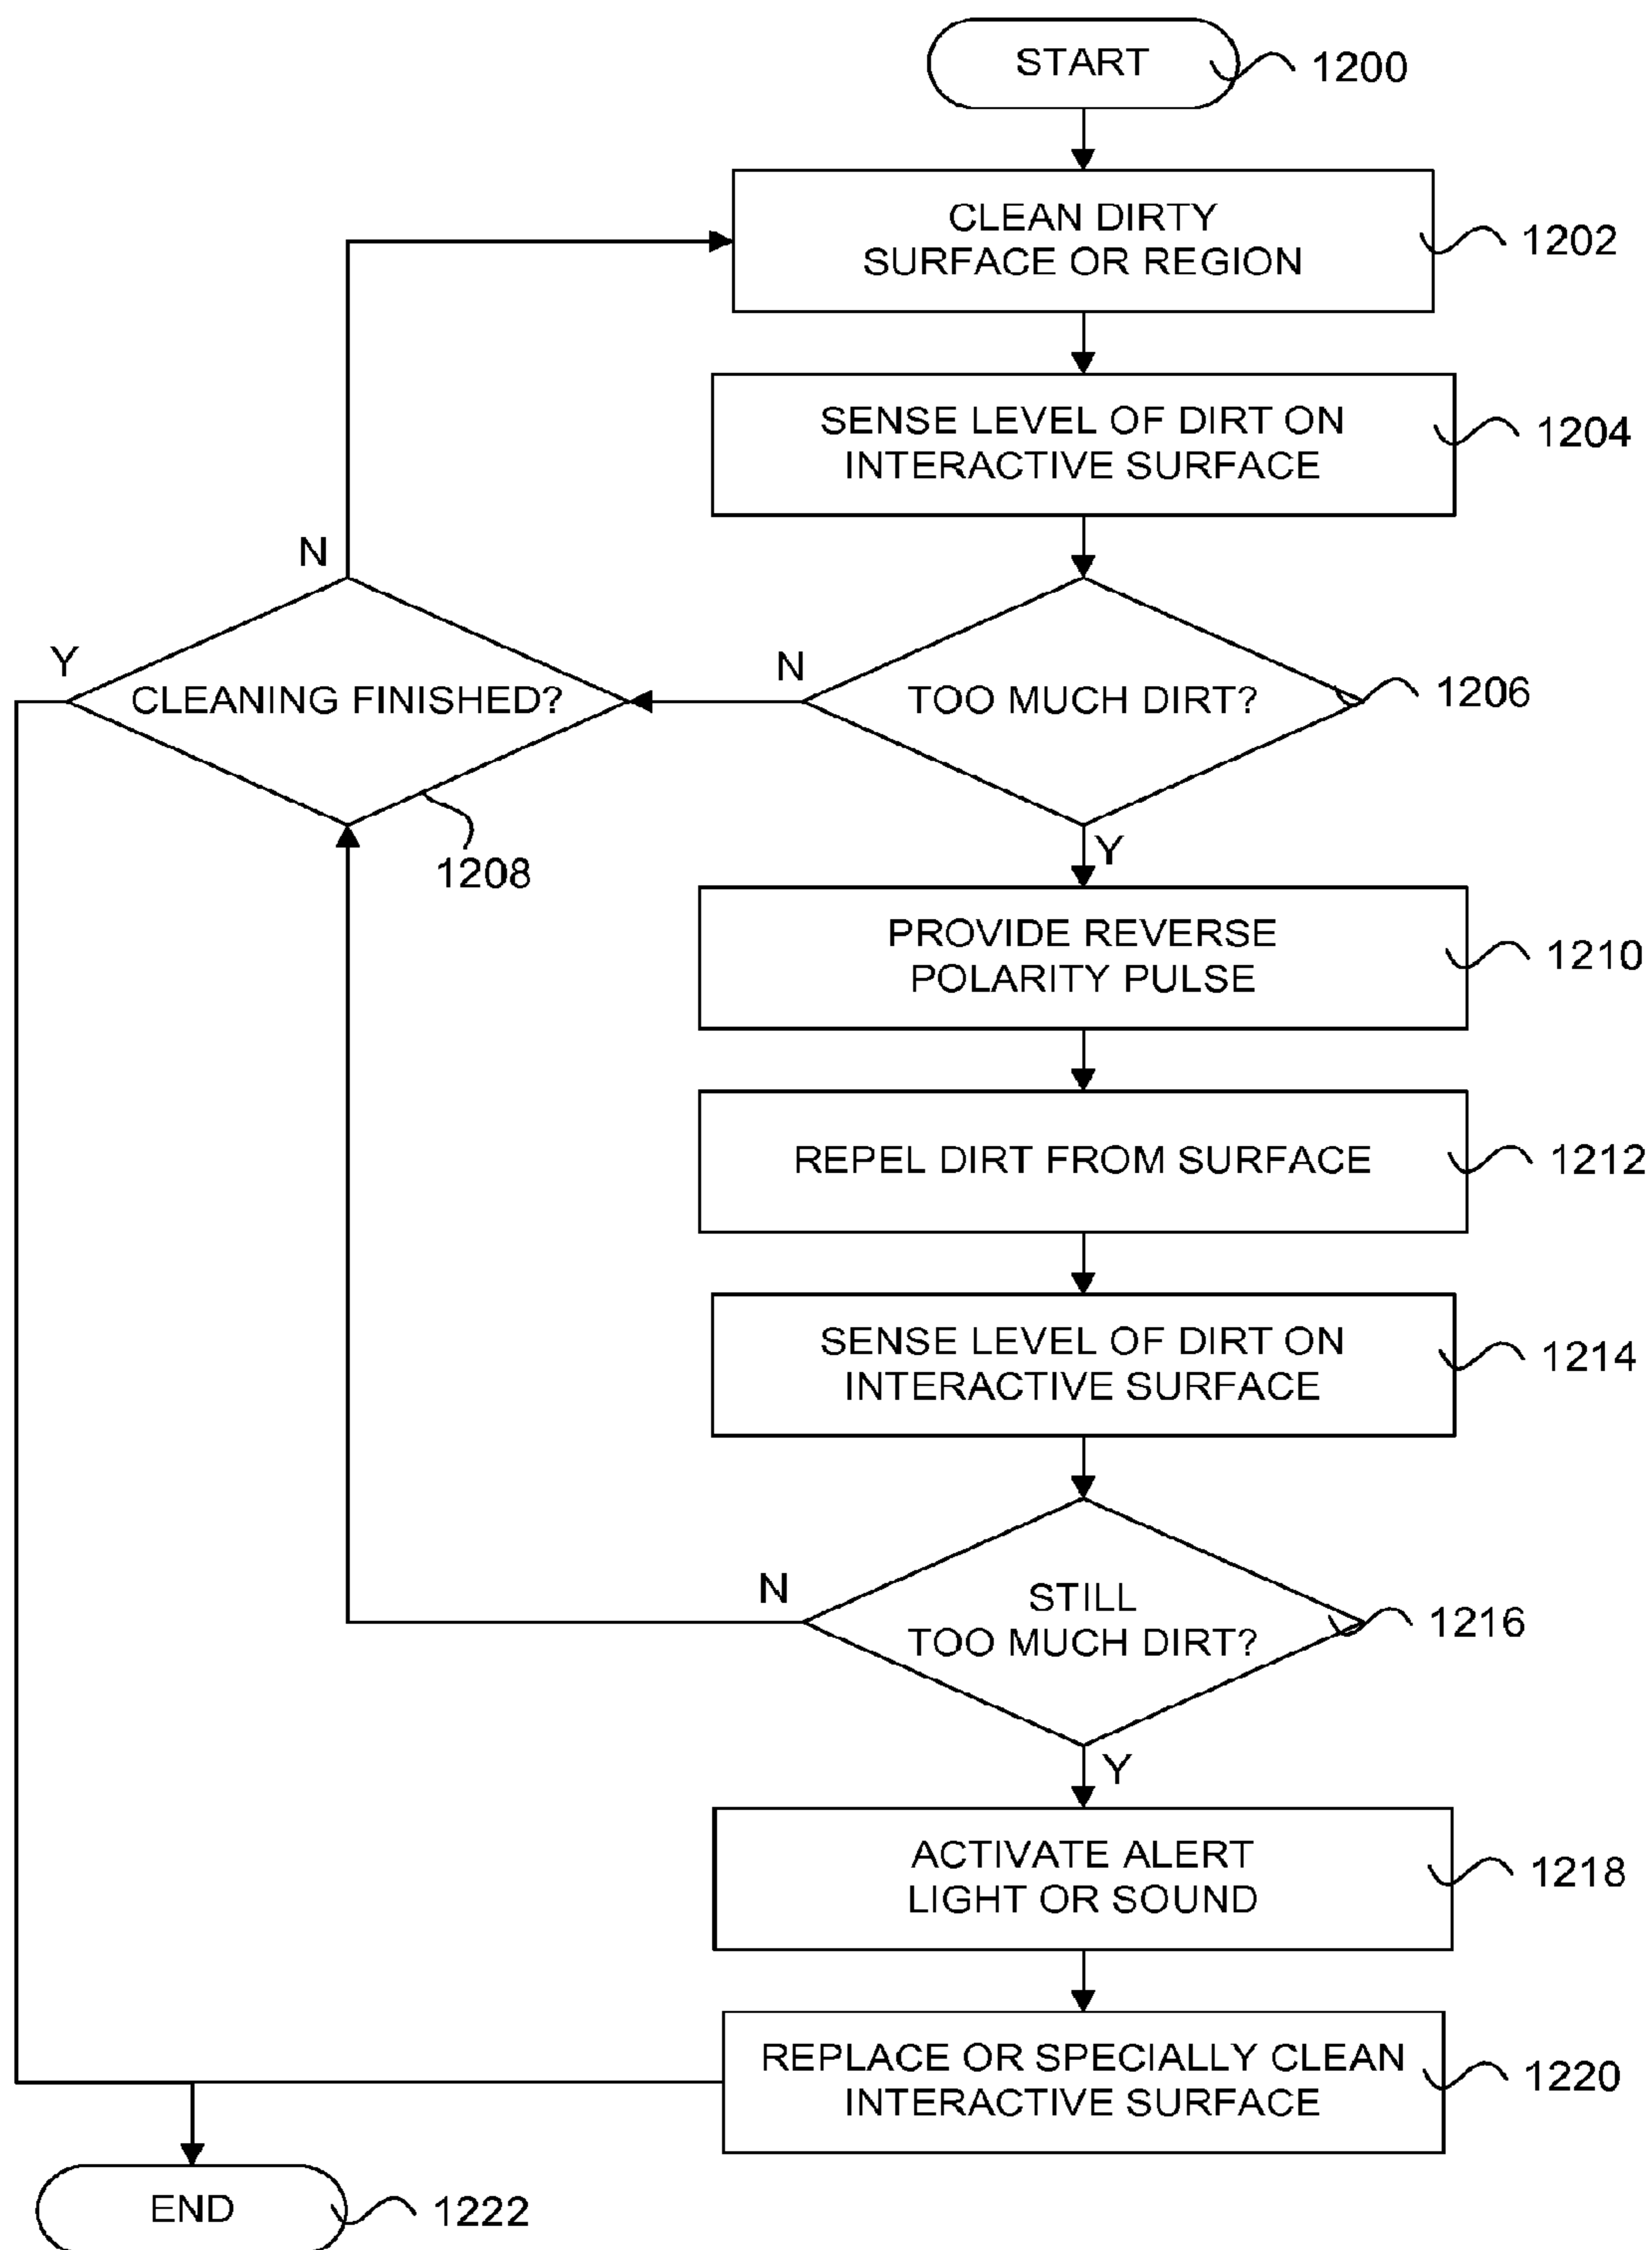 START
1200
CLEAN DIRTY
SURFACE OR REGION
1202
SENSE LEVEL OF DIRT ON
INTERACTIVE SURFACE
1204
N
Y
CLEANING FINISHED?
N
TOO MUCH DIRT?
1206
1208
Y
PROVIDE REVERSE
POLARITY PULSE
1210
REPEL DIRT FROM SURFACE
1212
SENSE LEVEL OF DIRT ON
INTERACTIVE SURFACE
1214
N
STILL
TOO MUCH DIRT?
1216
Y
ACTIVATE ALERT
LIGHT OR SOUND
1218
REPLACE OR SPECIALLY CLEAN
INTERACTIVE SURFACE
1220
END
1222